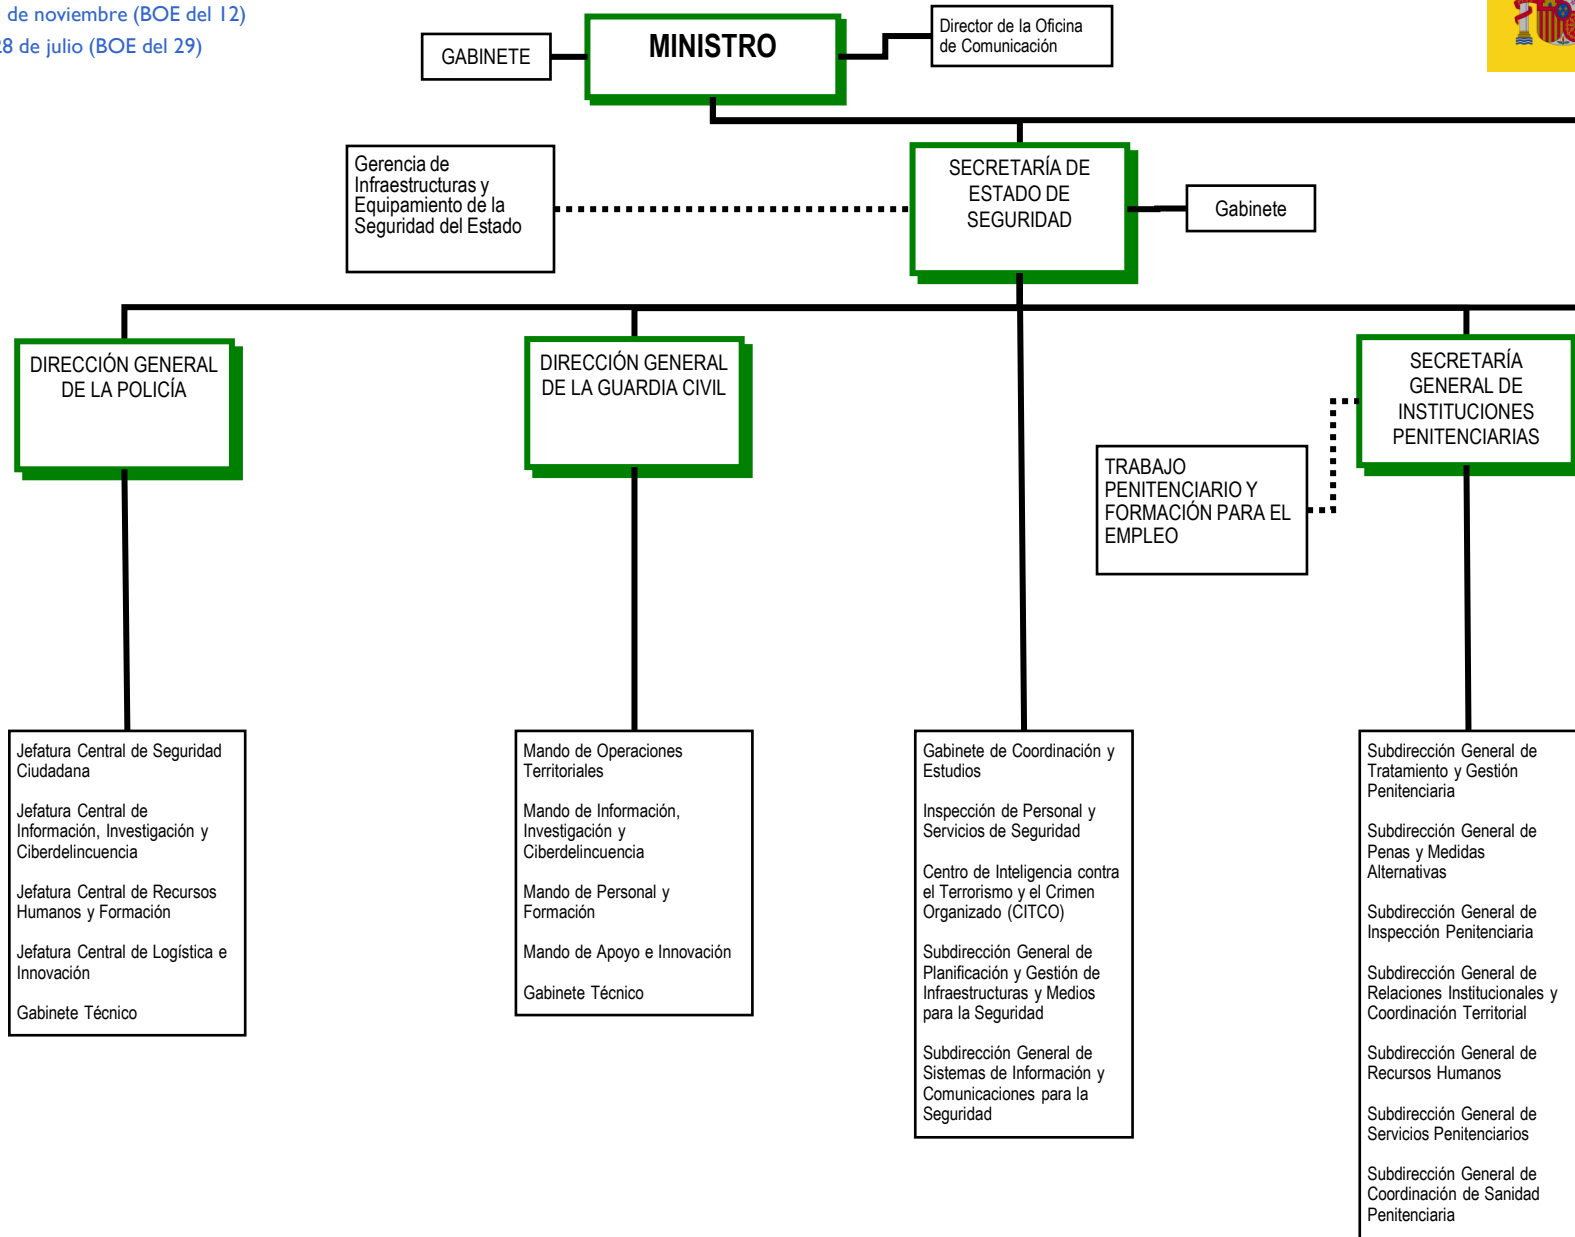 de noviembre (BOE del 12)
28 de julio (BOE del 29)
GABINETE
MINISTRO
Director de la Oficina
de Comunicación
Gerencia de
Infraestructuras y
Equipamiento de la
Seguridad del Estado
SECRETARÍA DE
ESTADO DE
SEGURIDAD
Gabinete
DIRECCIÓN GENERAL
DE LA POLICÍA
DIRECCIÓN GENERAL
DE LA GUARDIA CIVIL
SECRETARÍA
GENERAL DE
INSTITUCIONES
PENITENCIARIAS
TRABAJO
PENITENCIARIO Y
FORMACIÓN PARA EL
EMPLEO
Jefatura Central de Seguridad
Ciudadana
Jefatura Central de
Información, Investigación y
Ciberdelincuencia
Jefatura Central de Recursos
Humanos y Formación
Jefatura Central de Logística e
Innovación
Gabinete Técnico
Mando de Operaciones
Territoriales
Mando de Información,
Investigación y
Ciberdelincuencia
Mando de Personal y
Formación
Mando de Apoyo e Innovación
Gabinete Técnico
Gabinete de Coordinación y
Estudios
Inspección de Personal y
Servicios de Seguridad
Centro de Inteligencia contra
el Terrorismo y el Crimen
Organizado (CITCO)
Subdirección General de
Planificación y Gestión de
Infraestructuras y Medios
para la Seguridad
Subdirección General de
Sistemas de Información y
Comunicaciones para la
Seguridad
Subdirección General de
Tratamiento y Gestión
Penitenciaria
Subdirección General de
Penas y Medidas
Alternativas
Subdirección General de
Inspección Penitenciaria
Subdirección General de
Relaciones Institucionales y
Coordinación Territorial
Subdirección General de
Recursos Humanos
Subdirección General de
Servicios Penitenciarios
Subdirección General de
Coordinación de Sanidad
Penitenciaria